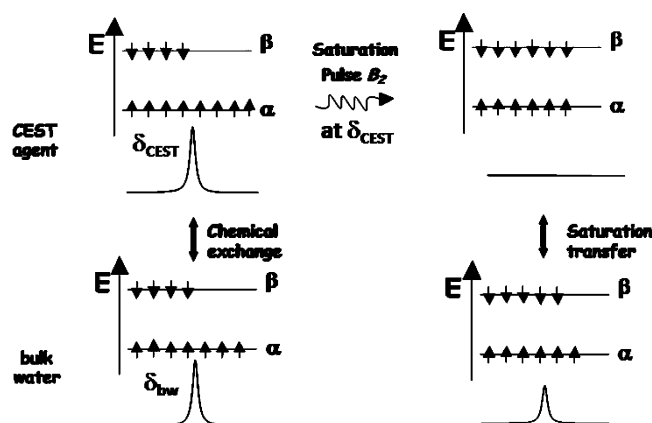 E
β
α
CEST
agent
δCEST
Saturation
Pulse B2
at δCEST
E
β
α
Chemical
exchange
Saturation
transfer
bulk
water
E
β
α
δbw
E
β
α